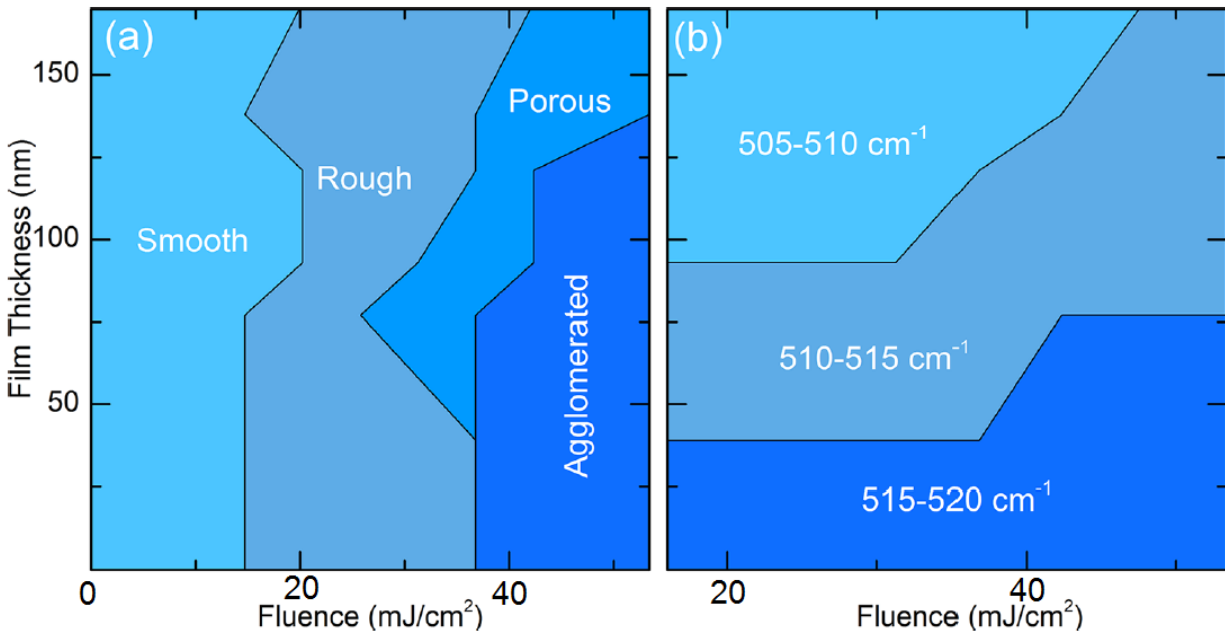 (a)
(b)
150
100
50
Film Thickness (nm)
Smooth
Rough
Porous
Agglomerated
505-510 cm⁻¹
510-515 cm⁻¹
515-520 cm⁻¹
0 20 40
Fluence (mJ/cm²)
20 40
Fluence (mJ/cm²)